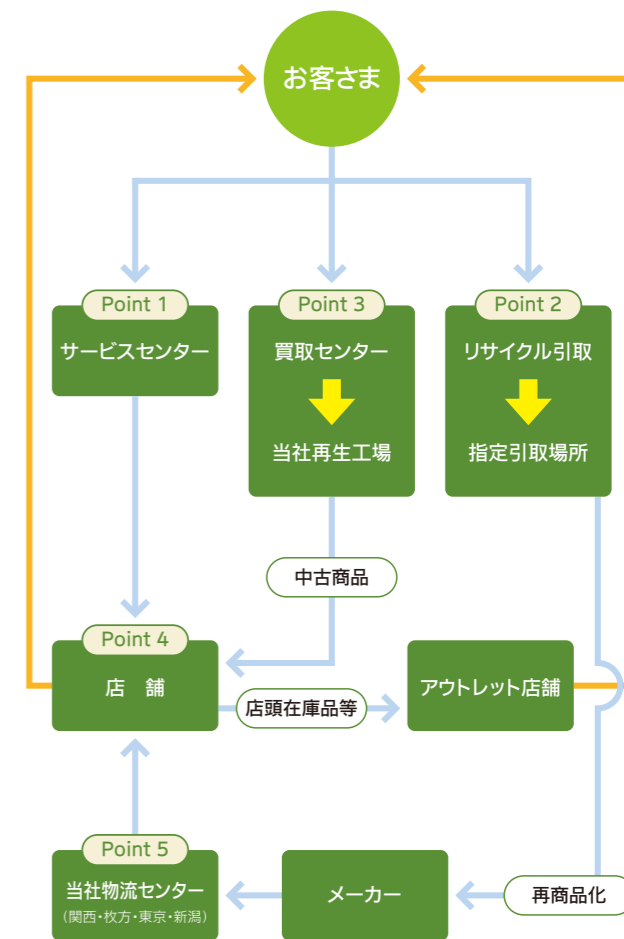 お客さま
Point 1
サービスセンター
Point 3
買取センター
当社再生工場
Point 2
リサイクル引取
指定引取場所
中古商品
Point 4
店 舗
店頭在庫品等
アウトレット店舗
Point 5
当社物流センター
(関西・枚方・東京・新潟)
メーカー
再商品化